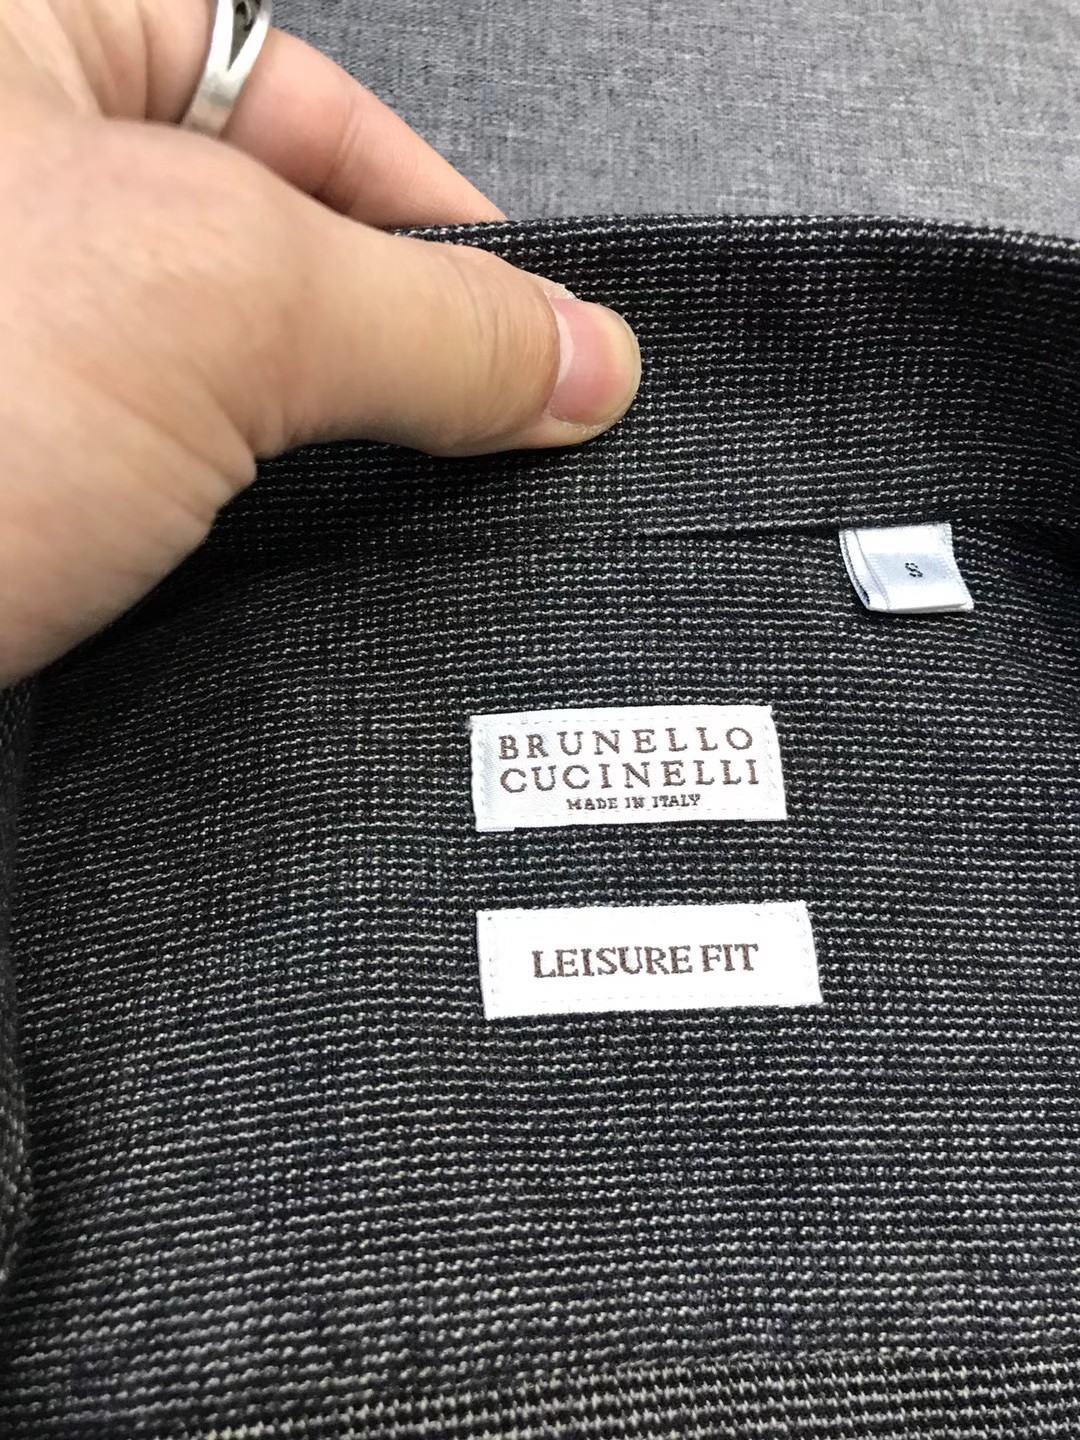 S
BRUNELLO
CUCINELLI
MADE IN ITALY
LEISURE FIT